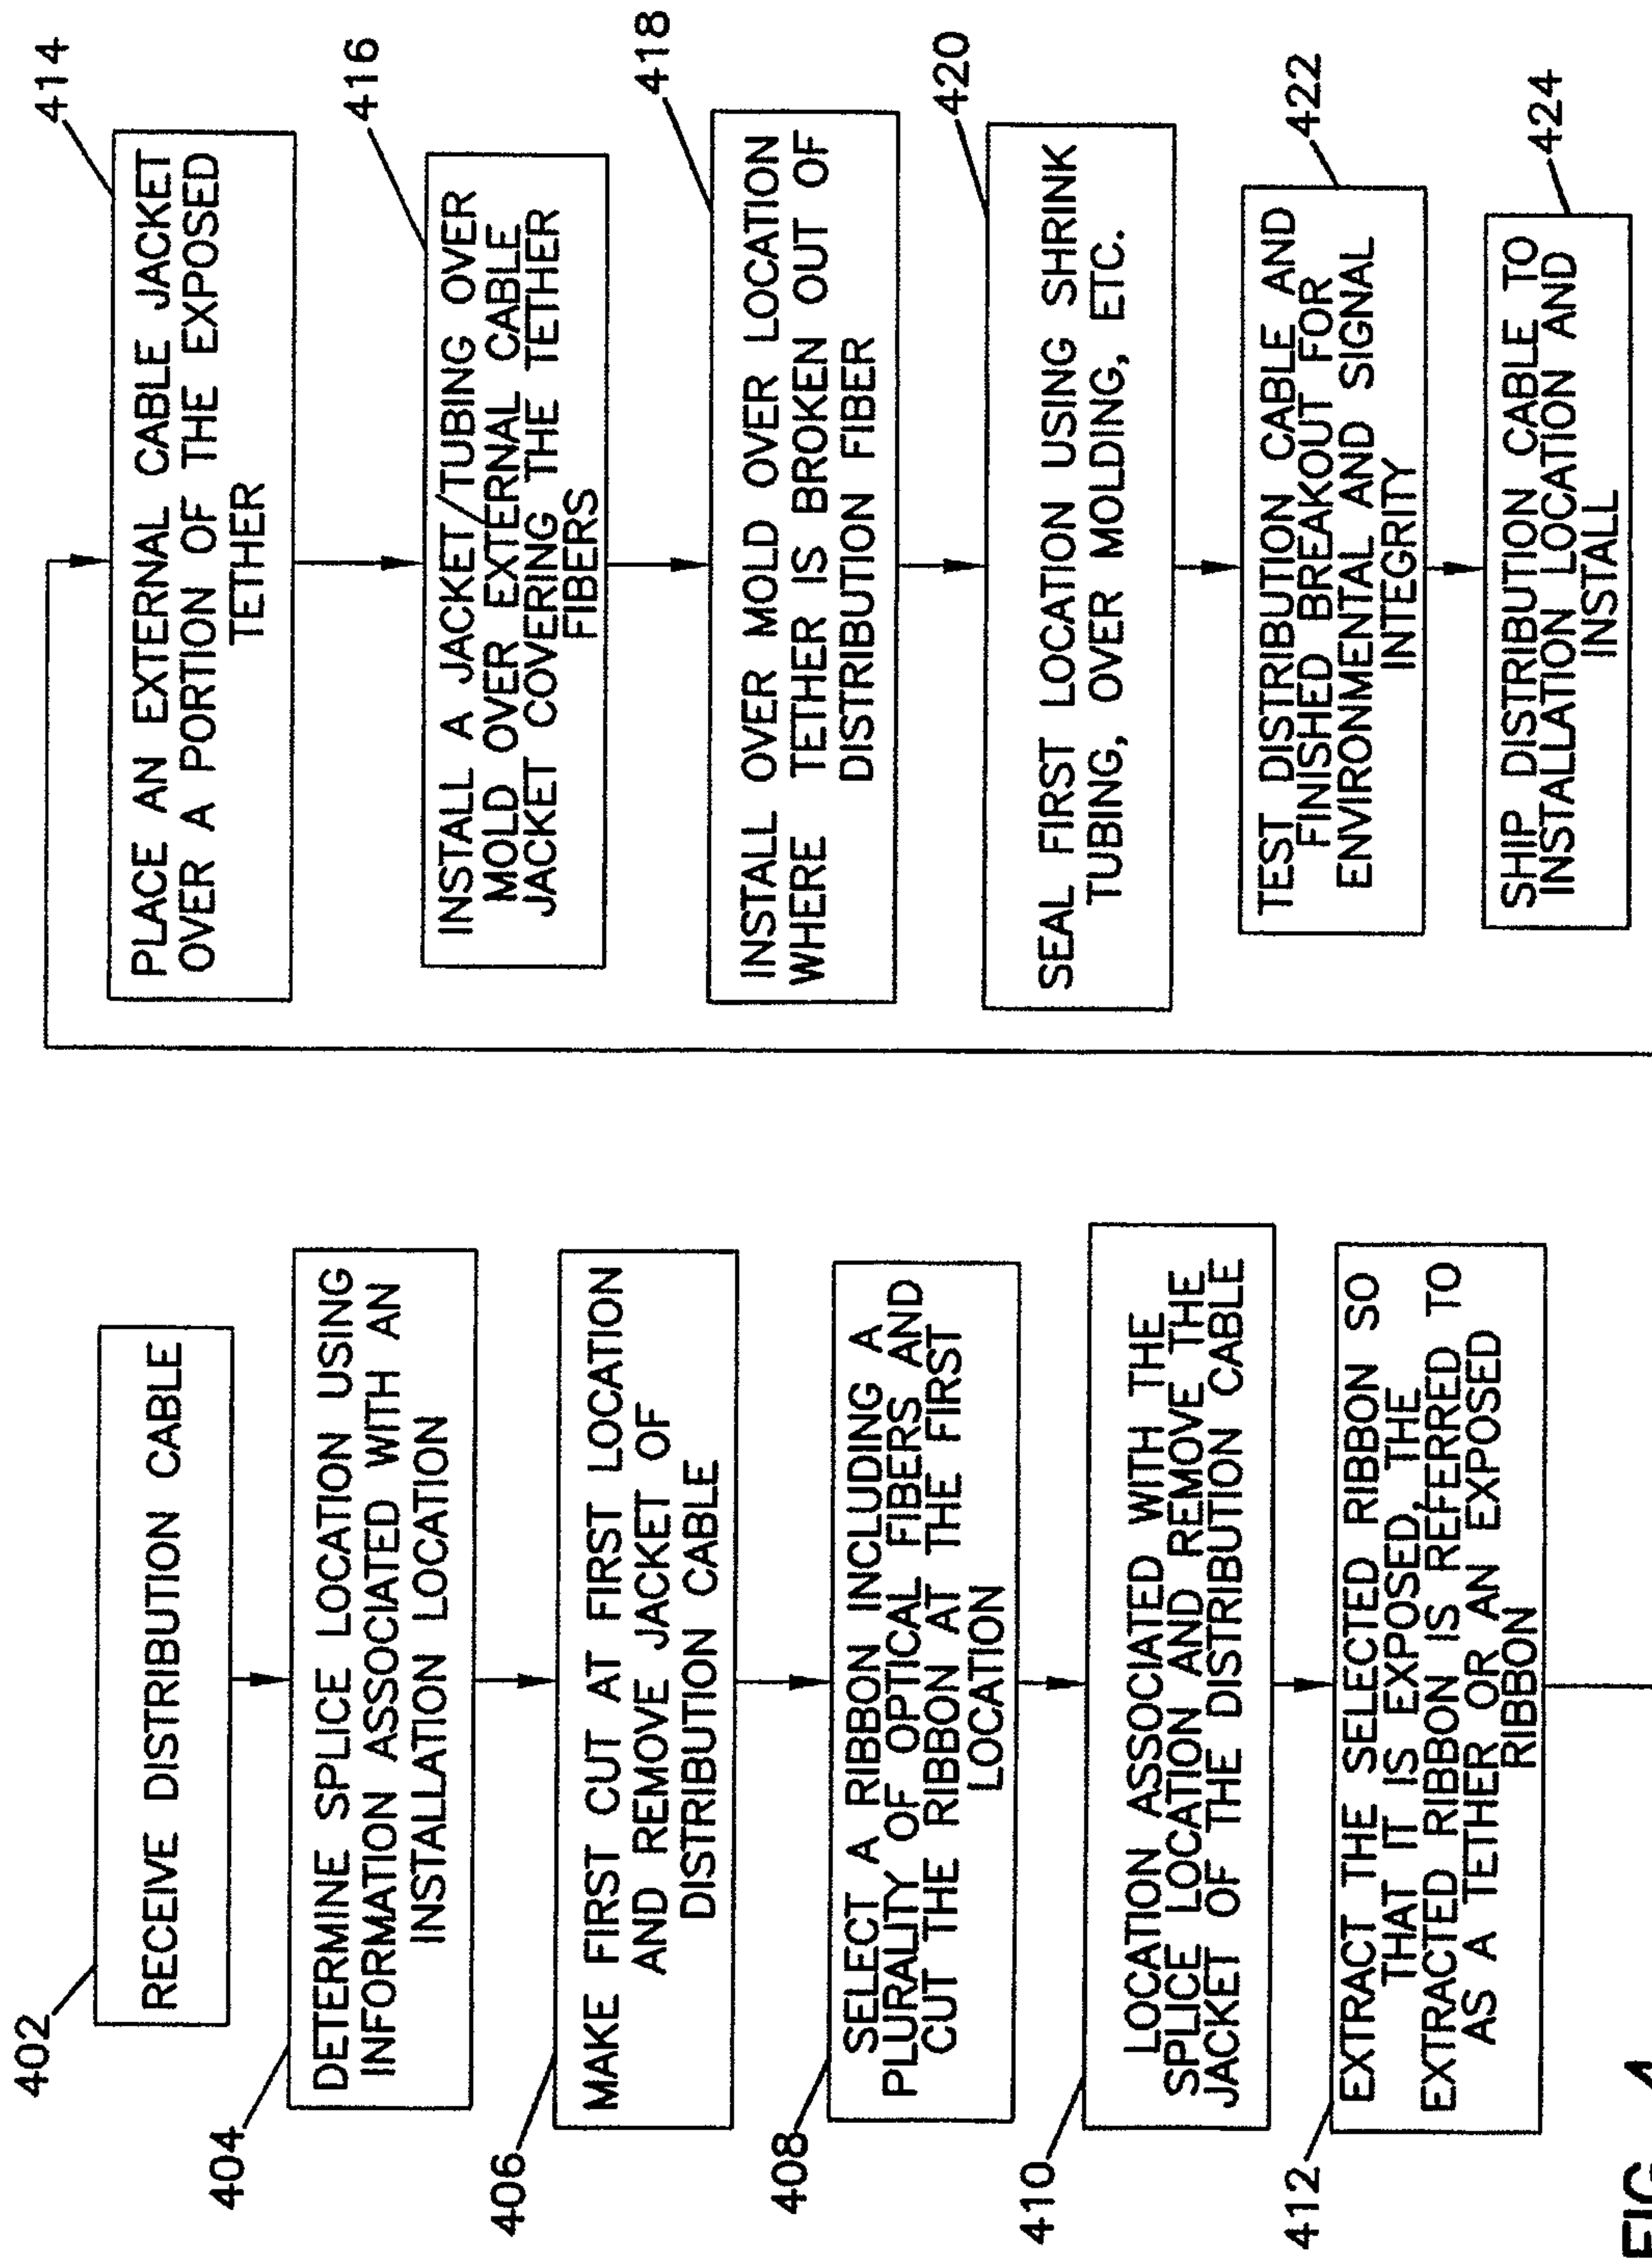 402
RECEIVE DISTRIBUTION CABLE
404
DETERMINE SPLICE LOCATION USING
INFORMATION ASSOCIATED WITH AN
INSTALLATION LOCATION
406
MAKE FIRST CUT AT FIRST LOCATION
AND REMOVE JACKET OF
DISTRIBUTION CABLE
408
SELECT A RIBBON INCLUDING A
PLURALITY OF OPTICAL FIBERS AND
CUT THE RIBBON AT THE FIRST
LOCATION
410
LOCATION ASSOCIATED WITH THE
SPLICE LOCATION AND REMOVE THE
JACKET OF THE DISTRIBUTION CABLE
412
EXTRACT THE SELECTED RIBBON SO
THAT IT IS EXPOSED, THE
EXTRACTED RIBBON IS REFERRED TO
AS A TETHER OR AN EXPOSED
RIBBON
414
PLACE AN EXTERNAL CABLE JACKET
OVER A PORTION OF THE EXPOSED
TETHER
416
INSTALL A JACKET/TUBING OVER
MOLD OVER EXTERNAL CABLE
JACKET COVERING THE TETHER
FIBERS
418
INSTALL OVER MOLD OVER LOCATION
WHERE TETHER IS BROKEN OUT OF
DISTRIBUTION FIBER
420
SEAL FIRST LOCATION USING SHRINK
TUBING, OVER MOLDING, ETC.
422
TEST DISTRIBUTION CABLE AND
FINISHED BREAKOUT FOR
ENVIRONMENTAL AND SIGNAL
INTEGRITY
424
SHIP DISTRIBUTION CABLE TO
INSTALLATION LOCATION AND
INSTALL
FIG. 4